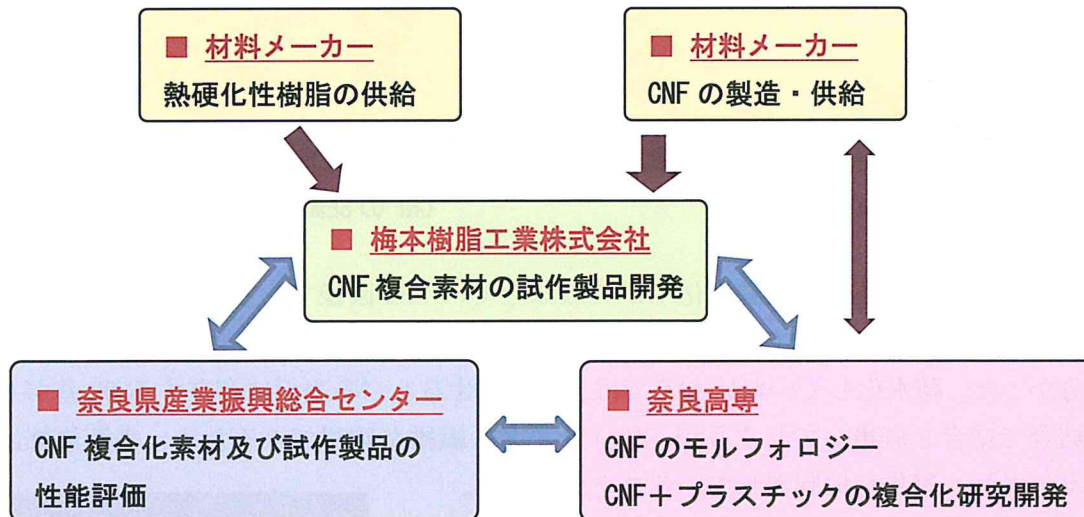 ■ 材料メーカー
熱硬化性樹脂の供給
■ 材料メーカー
CNF の製造・供給
■ 梅本樹脂工業株式会社
CNF 複合素材の試作製品開発
■ 奈良県産業振興総合センター
CNF 複合化素材及び試作製品の
性能評価
■ 奈良高専
CNF のモルフォロジー
CNF＋プラスチックの複合化研究開発